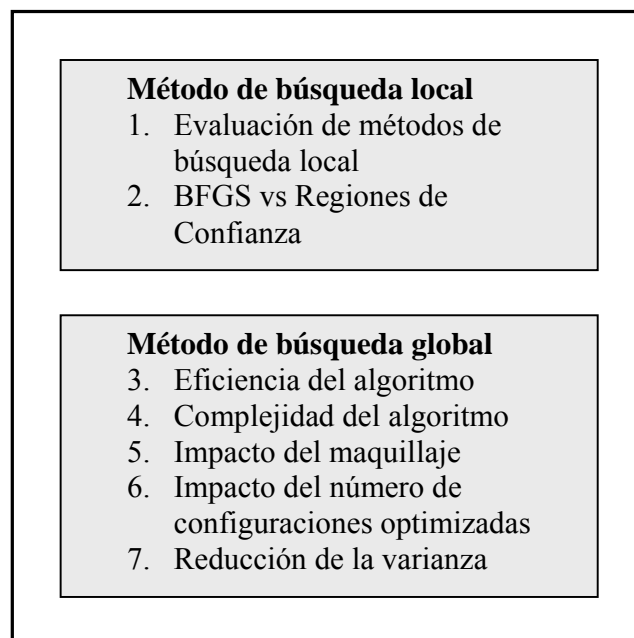 Método de búsqueda local
1. Evaluación de métodos de
búsqueda local
2. BFGS vs Regiones de
Confianza
Método de búsqueda global
3. Eficiencia del algoritmo
4. Complejidad del algoritmo
5. Impacto del maquillaje
6. Impacto del número de
configuraciones optimizadas
7. Reducción de la varianza